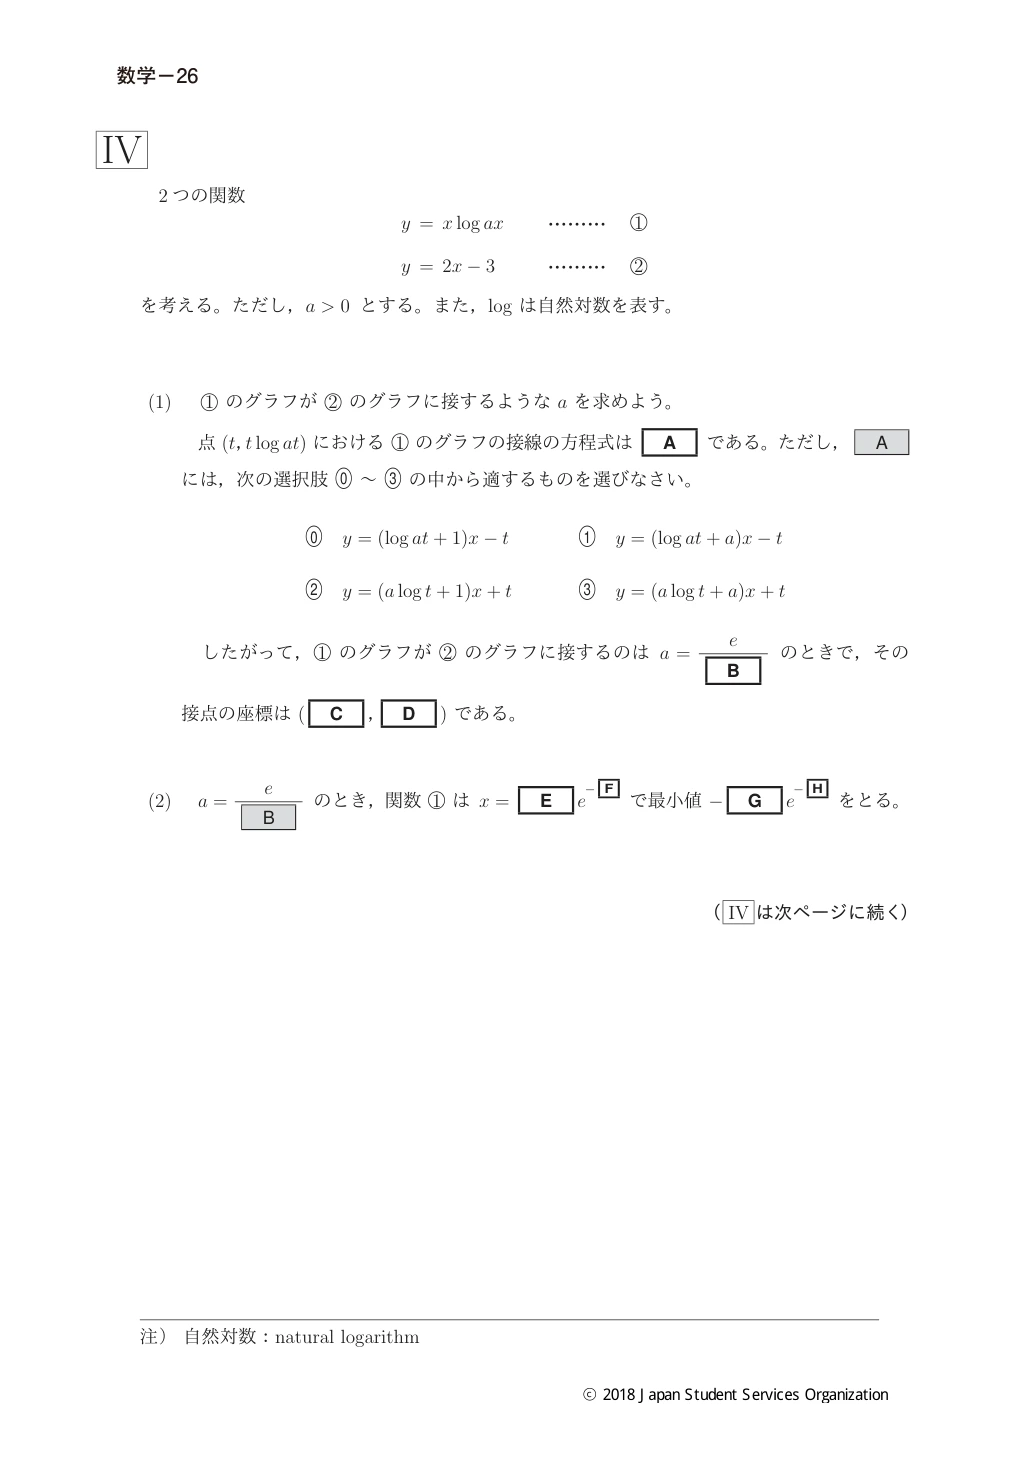 数学－26
IV
2つの関数
y = x log ax ········· ①
y = 2x − 3 ········· ②
を考える。ただし，a > 0 とする。また，log は自然対数を表す。
(1) ① のグラフが ② のグラフに接するような a を求めよう。
点 (t, t log at) における ① のグラフの接線の方程式は A である。ただし， A
には，次の選択肢 ⓪ ～ ③ の中から適するものを選びなさい。
⓪ y = (log at + 1)x − t ① y = (log at + a)x − t
② y = (a log t + 1)x + t ③ y = (a log t + a)x + t
したがって，① のグラフが ② のグラフに接するのは a = e/B のときで，その
接点の座標は ( C , D ) である。
(2) a = e/B のとき，関数 ① は x = E e^{−F} で最小値 − G e^{−H} をとる。
（ IV は次ページに続く）
注） 自然対数：natural logarithm
© 2018 Japan Student Services Organization